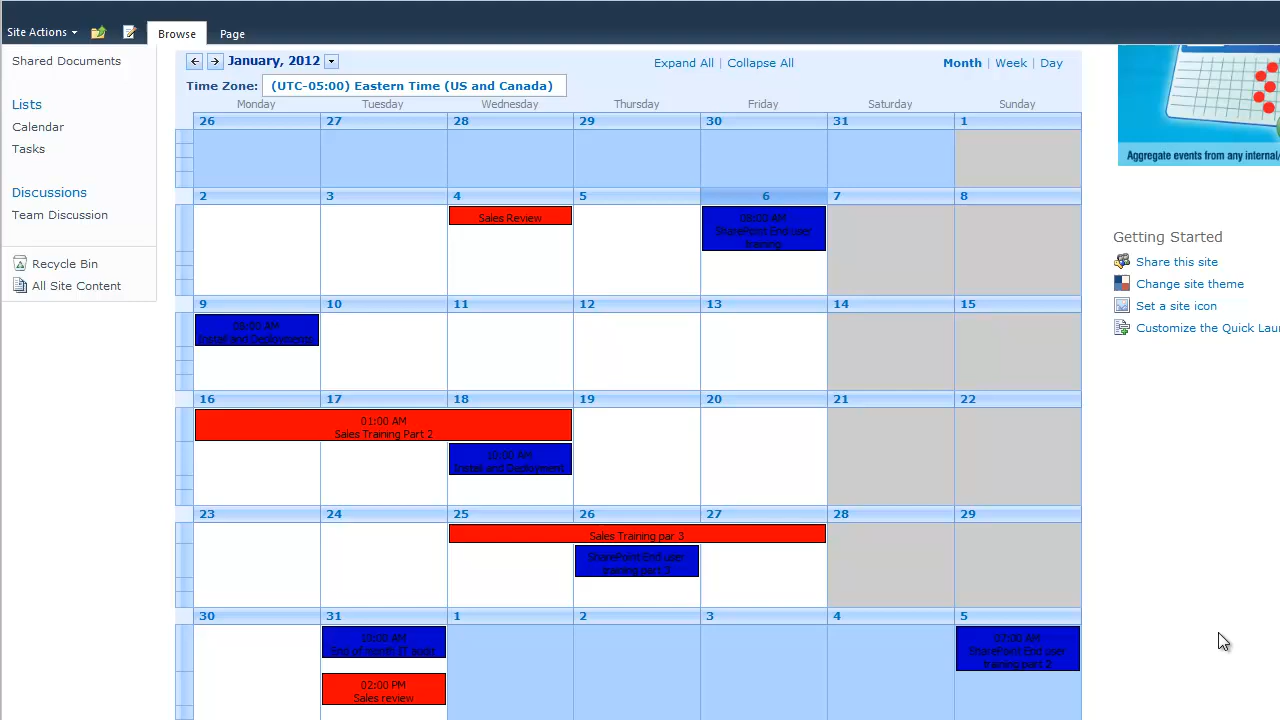 Site Actions
Browse
Page
Shared Documents
Lists
Calendar
Tasks
Discussions
Team Discussion
Recycle Bin
All Site Content
January, 2012
Expand All | Collapse All
Month | Week | Day
Time Zone: (UTC-05:00) Eastern Time (US and Canada)
Monday Tuesday Wednesday Thursday Friday Saturday Sunday
26 27 28 29 30 31 1
2 3 4 5 6 7 8
Sales Review
08:00 AM
SharePoint End user
training
9 10 11 12 13 14 15
Install and Deployment
16 17 18 19 20 21 22
01:00 AM
Sales Training Part 2
10:00 AM
Install and Deployment
23 24 25 26 27 28 29
Sales Training par 3
SharePoint End user
training part
30 31 1 2 3 4 5
10:00 AM
End of month IT audit
02:00 PM
Sales review
07:00 AM
SharePoint End user
training part 2
Aggregate events from any internal/
Getting Started
Share this site
Change site theme
Set a site icon
Customize the Quick Lau